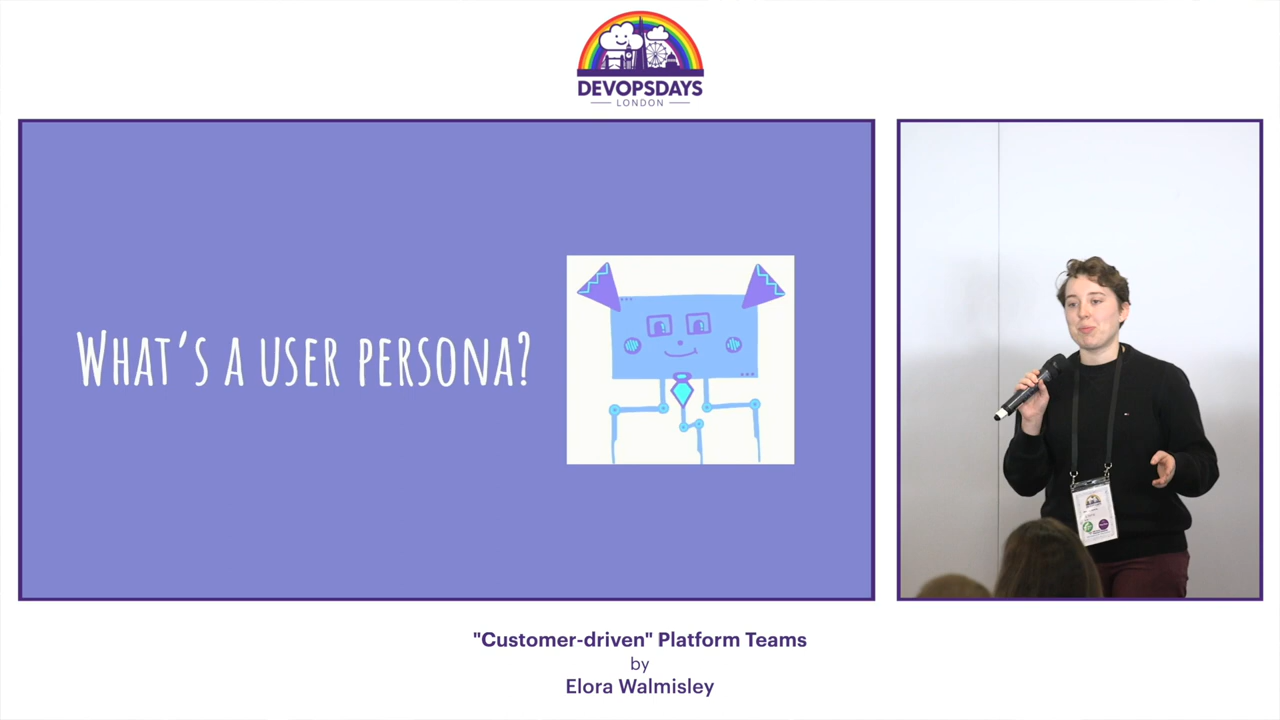 DEVOPSDAYS
LONDON
WHAT'S A USER PERSONA?
"Customer-driven" Platform Teams
by
Elora Walmisley